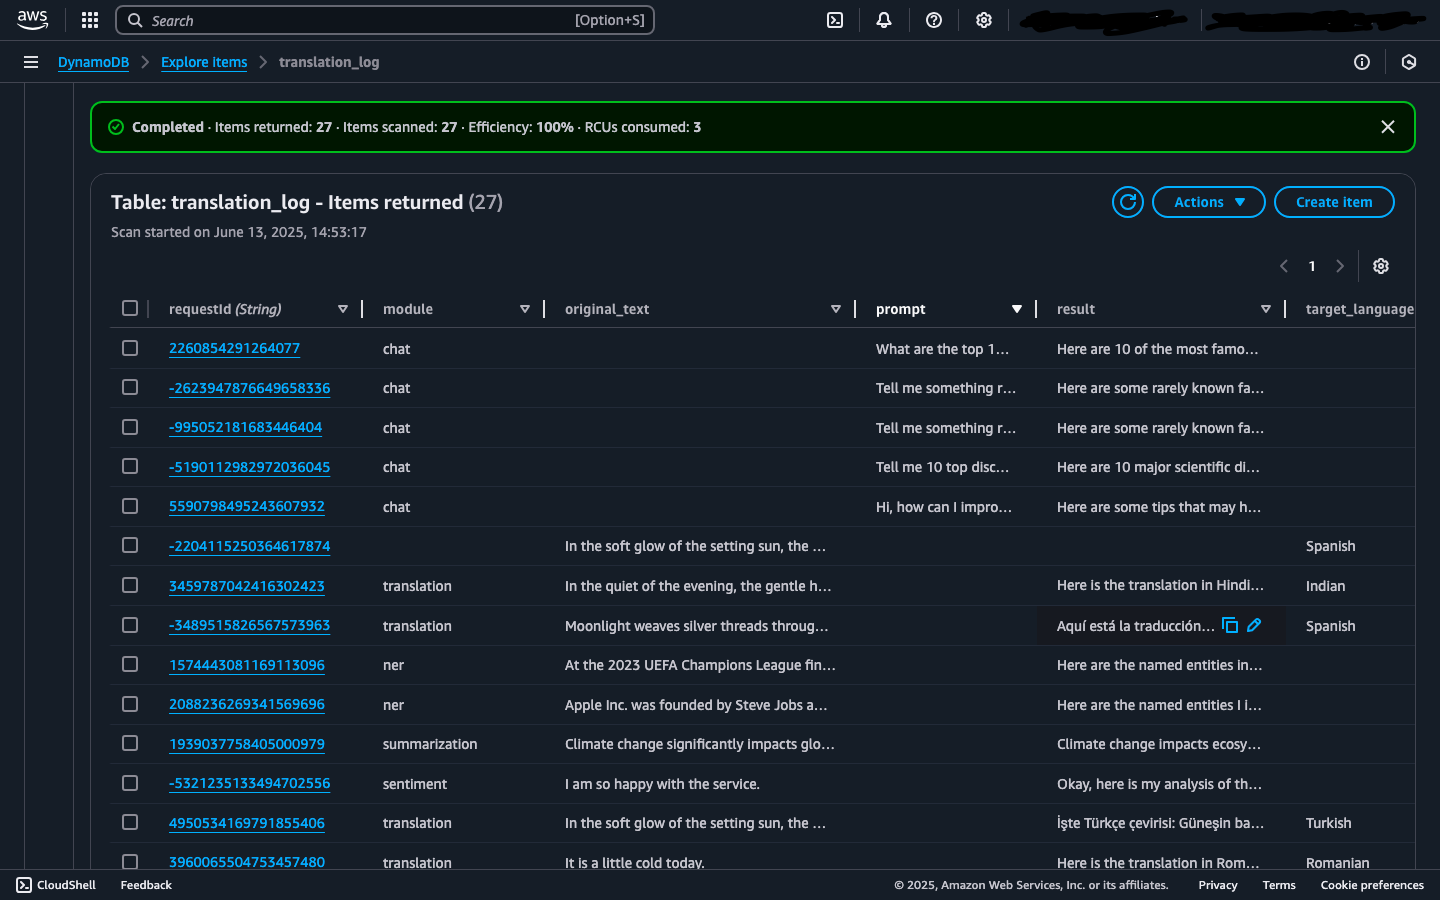 aws
Search [Option+S]
DynamoDB Explore items translation_log
Completed · Items returned: 27 · Items scanned: 27 · Efficiency: 100% · RCUs consumed: 3
Table: translation_log - Items returned (27)
Actions Create item
Scan started on June 13, 2025, 14:53:17
1
requestId (String) module original_text prompt result target_language
2260854291264077 chat What are the top 1... Here are 10 of the most famo...
-2623947876649658336 chat Tell me something r... Here are some rarely known fa...
-995052181683446404 chat Tell me something r... Here are some rarely known fa...
-5190112982972036045 chat Tell me 10 top disc... Here are 10 major scientific di...
5590798495243607932 chat Hi, how can I impro... Here are some tips that may h...
-2204115250364617874 In the soft glow of the setting sun, the ... Spanish
3459787042416302423 translation In the quiet of the evening, the gentle h... Here is the translation in Hindi... Indian
-3489515826567573963 translation Moonlight weaves silver threads throug... Aquí está la traducción... Spanish
1574443081169113096 ner At the 2023 UEFA Champions League fin... Here are the named entities in...
2088236269341569696 ner Apple Inc. was founded by Steve Jobs a... Here are the named entities I i...
1939037758405000979 summarization Climate change significantly impacts glo... Climate change impacts ecosy...
-5321235133494702556 sentiment I am so happy with the service. Okay, here is my analysis of th...
4950534169791855406 translation In the soft glow of the setting sun, the ... İşte Türkçe çevirisi: Güneşin ba... Turkish
3960065504753457480 translation It is a little cold today. Here is the translation in Rom... Romanian
CloudShell Feedback © 2025, Amazon Web Services, Inc. or its affiliates. Privacy Terms Cookie preferences